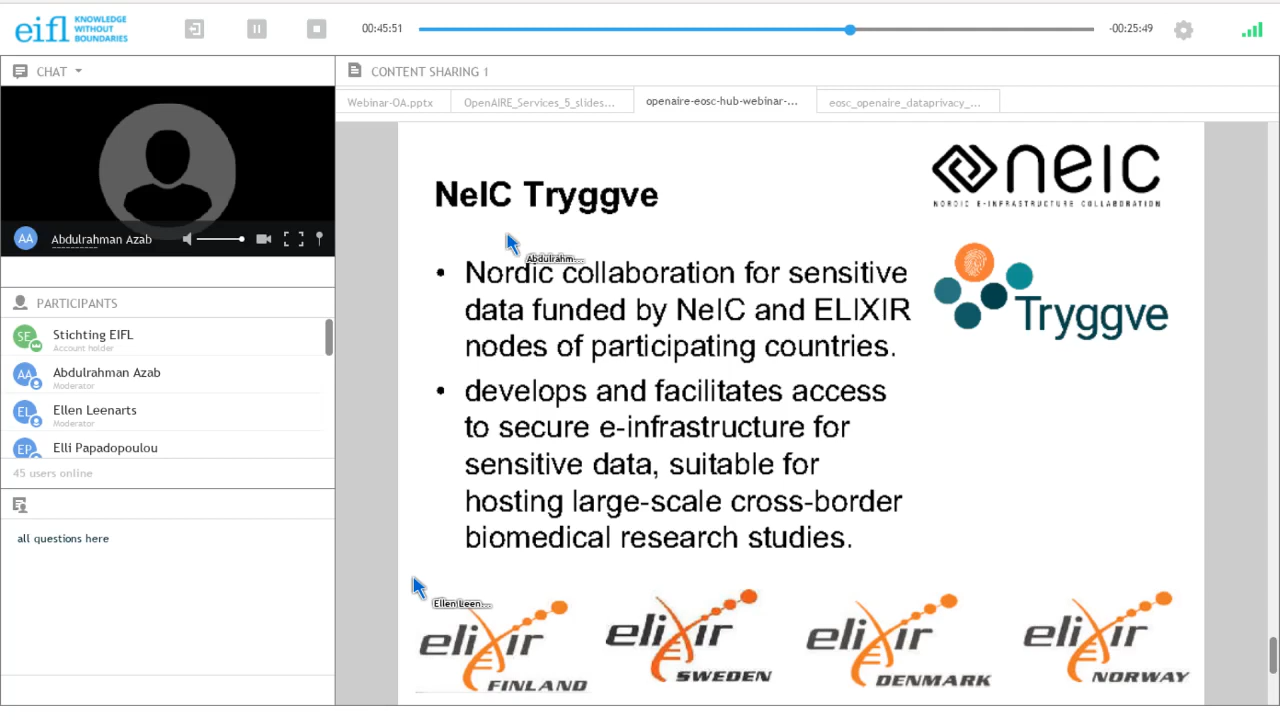 eifl KNOWLEDGE
WITHOUT
BOUNDARIES
00:45:51
-00:25:49
CHAT
AA Abdulrahman Azab
PARTICIPANTS
SE Stichting EIFL
Account holder
AA Abdulrahman Azab
Moderator
EL Ellen Leenarts
Moderator
EP Elli Papadopoulou
45 users online
all questions here
CONTENT SHARING 1
Webinar-OA.pptx
OpenAIRE_Services_5_slides...
openaire-eosc-hub-webinar-...
eosc_openaire_dataprivacy_...
neic
NORDIC E-INFRASTRUCTURE COLLABORATION
NeIC Tryggve
Abdulrahm...
Tryggve
• Nordic collaboration for sensitive
data funded by NeIC and ELIXIR
nodes of participating countries.
• develops and facilitates access
to secure e-infrastructure for
sensitive data, suitable for
hosting large-scale cross-border
biomedical research studies.
Ellen Leen...
elixir
FINLAND
elixir
SWEDEN
elixir
DENMARK
elixir
NORWAY